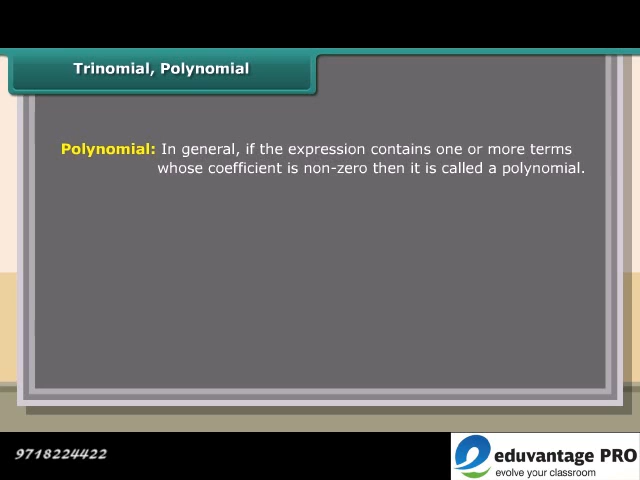 Trinomial, Polynomial
Polynomial: In general, if the expression contains one or more terms
whose coefficient is non-zero then it is called a polynomial.
9718224422
eduvantage PRO
evolve your classroom